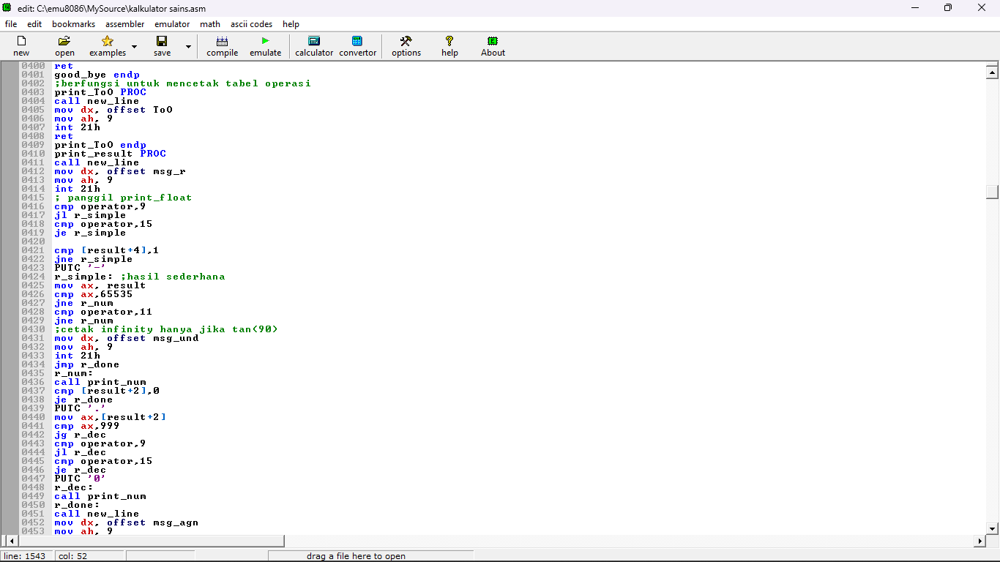 edit: C:\emu8086\MySource\kalkulator sains.asm
file edit bookmarks assembler emulator math ascii codes help
new open examples save compile emulate calculator convertor options help About
0400 ret
0401 good_bye endp
0402 ;berfungsi untuk mencetak tabel operasi
0403 print_ToO PROC
0404 call new_line
0405 mov dx, offset ToO
0406 mov ah, 9
0407 int 21h
0408 ret
0409 print_ToO endp
0410 print_result PROC
0411 call new_line
0412 mov dx, offset msg_r
0413 mov ah, 9
0414 int 21h
0415 ; panggil print_float
0416 cmp operator,9
0417 jl r_simple
0418 cmp operator,15
0419 je r_simple
0420
0421 cmp [result+4],1
0422 jne r_simple
0423 PUTC '-'
0424 r_simple: ;hasil sederhana
0425 mov ax, result
0426 cmp ax,65535
0427 jne r_num
0428 cmp operator,11
0429 jne r_num
0430 ;cetak infinity hanya jika tan(90)
0431 mov dx, offset msg_und
0432 mov ah, 9
0433 int 21h
0434 jmp r_done
0435 r_num:
0436 call print_num
0437 cmp [result+2],0
0438 je r_done
0439 PUTC '.'
0440 mov ax,[result+2]
0441 cmp ax,999
0442 jg r_dec
0443 cmp operator,9
0444 jl r_dec
0445 cmp operator,15
0446 je r_dec
0447 PUTC '0'
0448 r_dec:
0449 call print_num
0450 r_done:
0451 call new_line
0452 mov dx, offset msg_agn
0453 mov ah, 9
line: 1543 col: 52 drag a file here to open